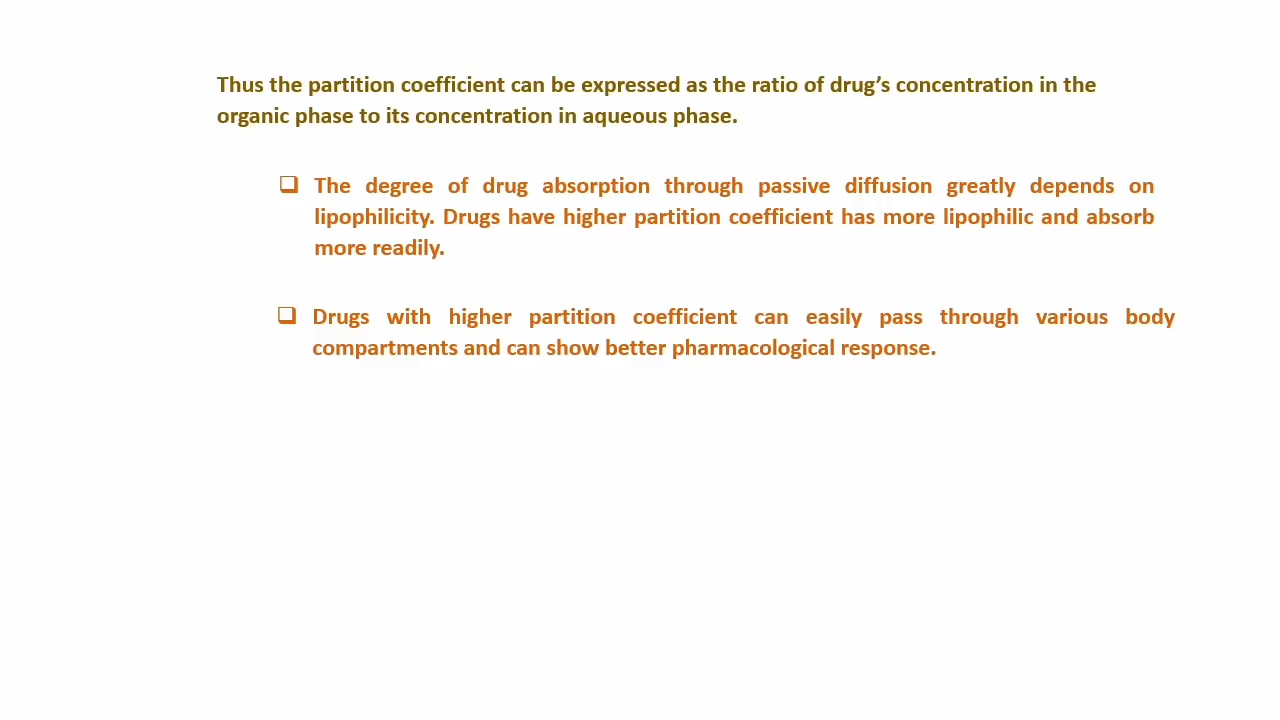 Thus the partition coefficient can be expressed as the ratio of drug’s concentration in the
organic phase to its concentration in aqueous phase.
❑ The degree of drug absorption through passive diffusion greatly depends on
lipophilicity. Drugs have higher partition coefficient has more lipophilic and absorb
more readily.
❑ Drugs with higher partition coefficient can easily pass through various body
compartments and can show better pharmacological response.